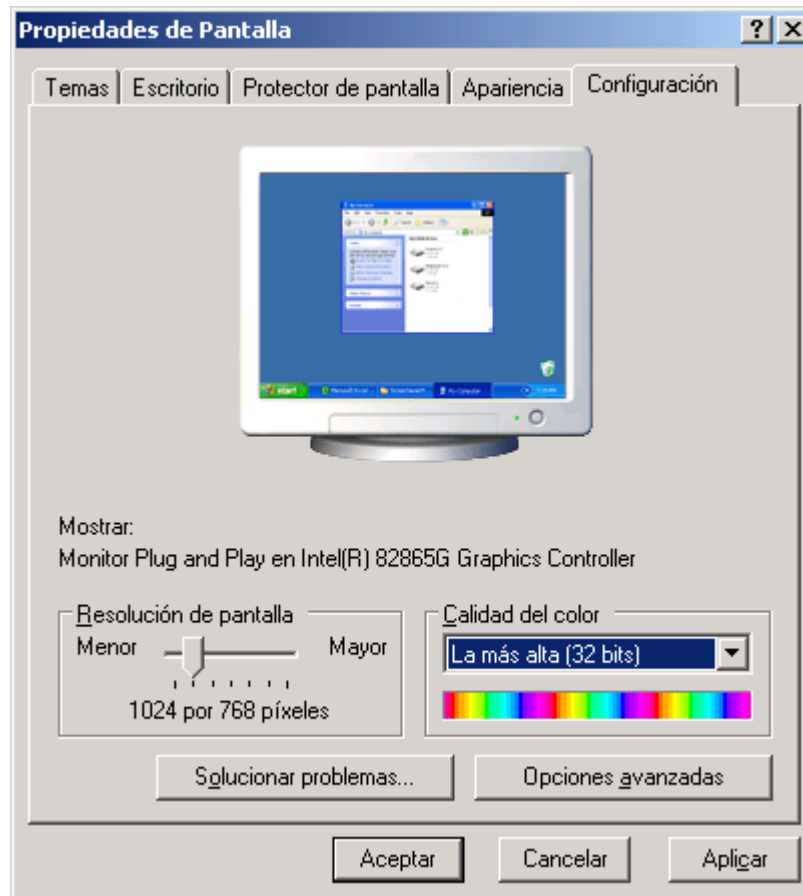 Propiedades de Pantalla
Temas Escritorio Protector de pantalla Apariencia Configuración
Mostrar:
Monitor Plug and Play en Intel(R) 82865G Graphics Controller
Resolución de pantalla
Menor Mayor
1024 por 768 píxeles
Calidad del color
La más alta (32 bits)
Solucionar problemas... Opciones avanzadas
Aceptar Cancelar Aplicar